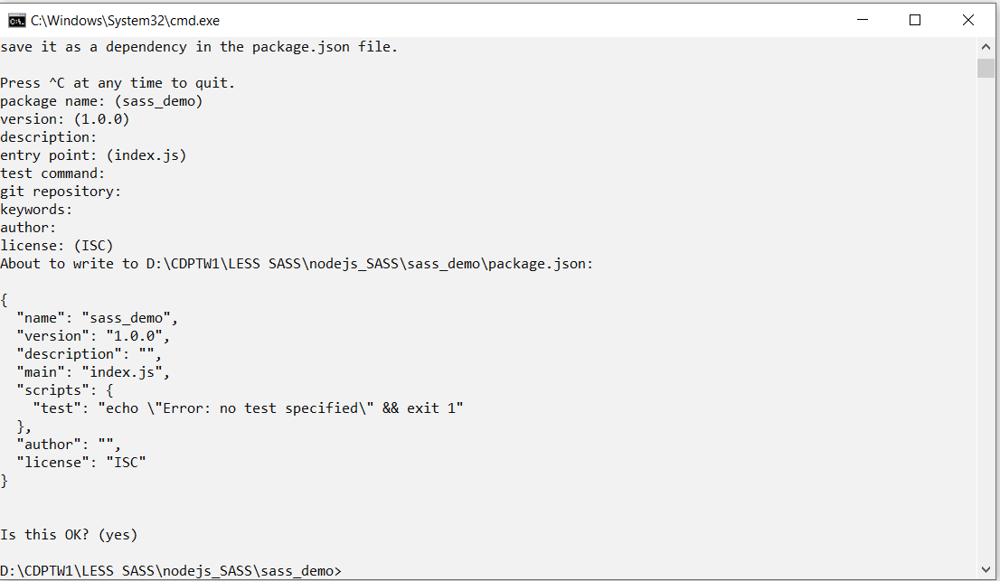 C:\Windows\System32\cmd.exe
save it as a dependency in the package.json file.
Press ^C at any time to quit.
package name: (sass_demo)
version: (1.0.0)
description:
entry point: (index.js)
test command:
git repository:
keywords:
author:
license: (ISC)
About to write to D:\CDPTW1\LESS SASS\nodejs_SASS\sass_demo\package.json:
{
  "name": "sass_demo",
  "version": "1.0.0",
  "description": "",
  "main": "index.js",
  "scripts": {
    "test": "echo \"Error: no test specified\" && exit 1"
  },
  "author": "",
  "license": "ISC"
}
Is this OK? (yes)
D:\CDPTW1\LESS SASS\nodejs_SASS\sass_demo>